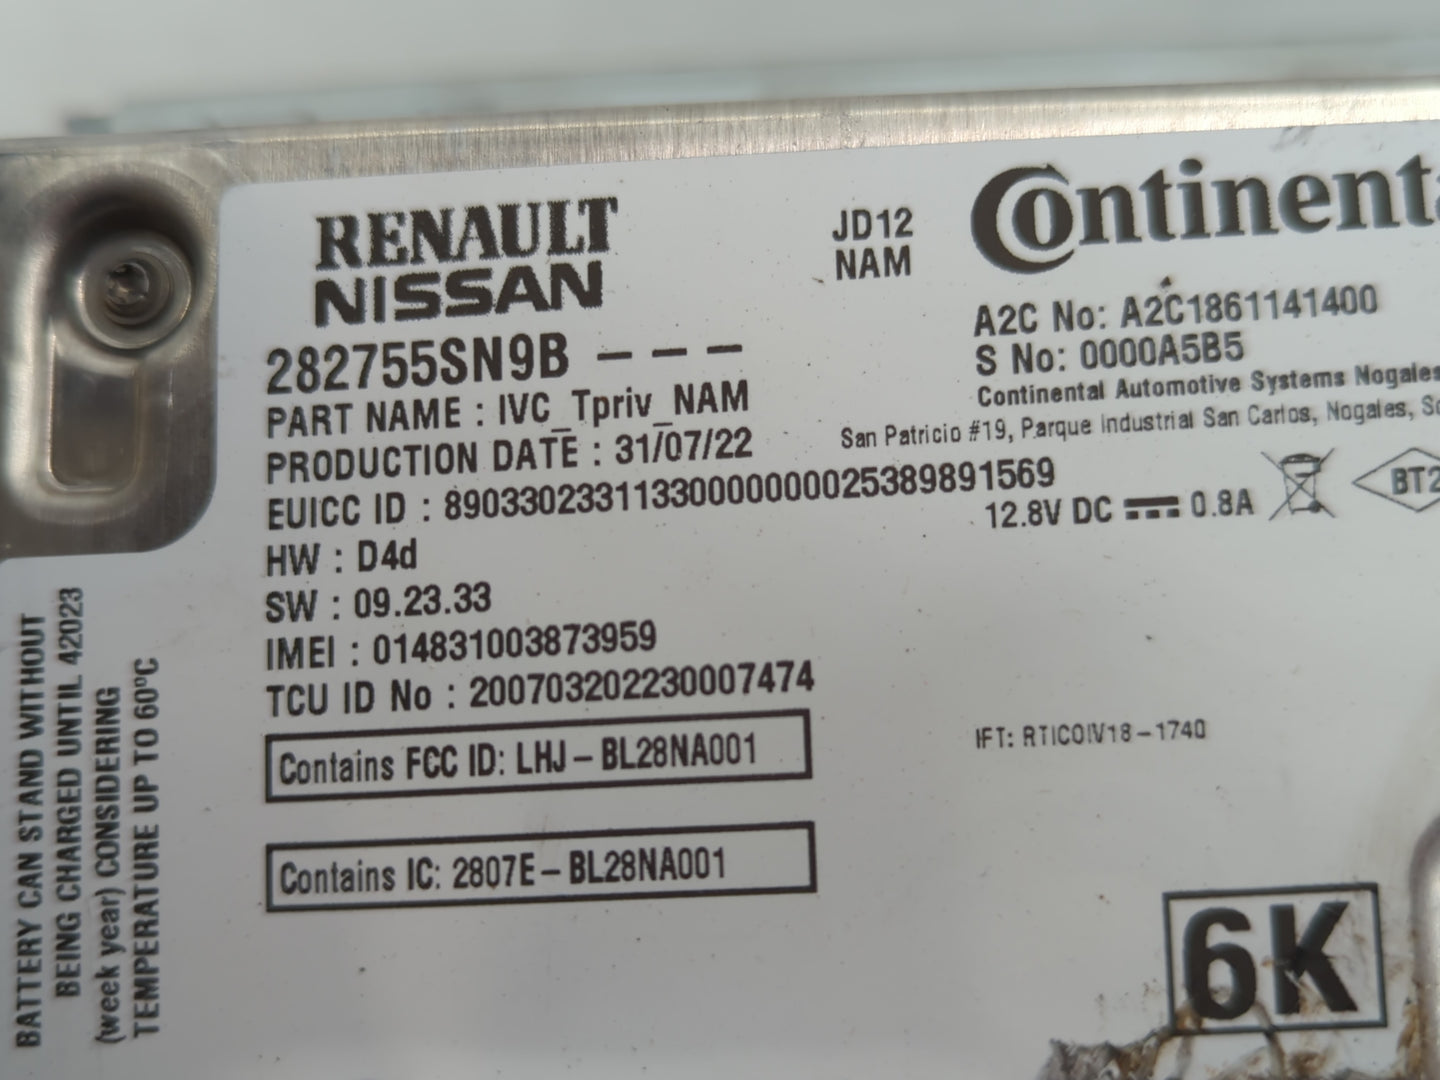 RENAULT
NISSAN
JD12
NAM
Continent
282755SN9B - - -
A2C No: A2C1861141400
S No: 0000A5B5
PART NAME : IVC_Tpriv_NAM
Continental Automotive Systems Nogales
PRODUCTION DATE : 31/07/22
San Patricio #19, Parque Industrial San Carlos, Nogales, So
EUICC ID : 89033023311330000000025389891569
12.8V DC 0.8A
BT2
HW : D4d
SW : 09.23.33
IMEI : 014831003873959
TCU ID No : 200703202230007474
Contains FCC ID: LHJ-BL28NA001
IFT: RTICOIV18-1740
Contains IC: 2807E-BL28NA001
6K
BATTERY CAN STAND WITHOUT
BEING CHARGED UNTIL 42023
(week year) CONSIDERING
TEMPERATURE UP TO 60ºC